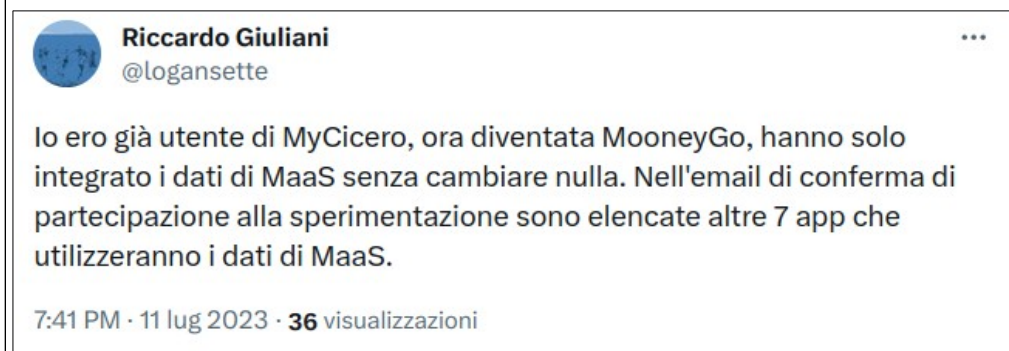 Riccardo Giuliani
@logansette
Io ero già utente di MyCicero, ora diventata MooneyGo, hanno solo
integrato i dati di MaaS senza cambiare nulla. Nell'email di conferma di
partecipazione alla sperimentazione sono elencate altre 7 app che
utilizzeranno i dati di MaaS.
7:41 PM · 11 lug 2023 · 36 visualizzazioni